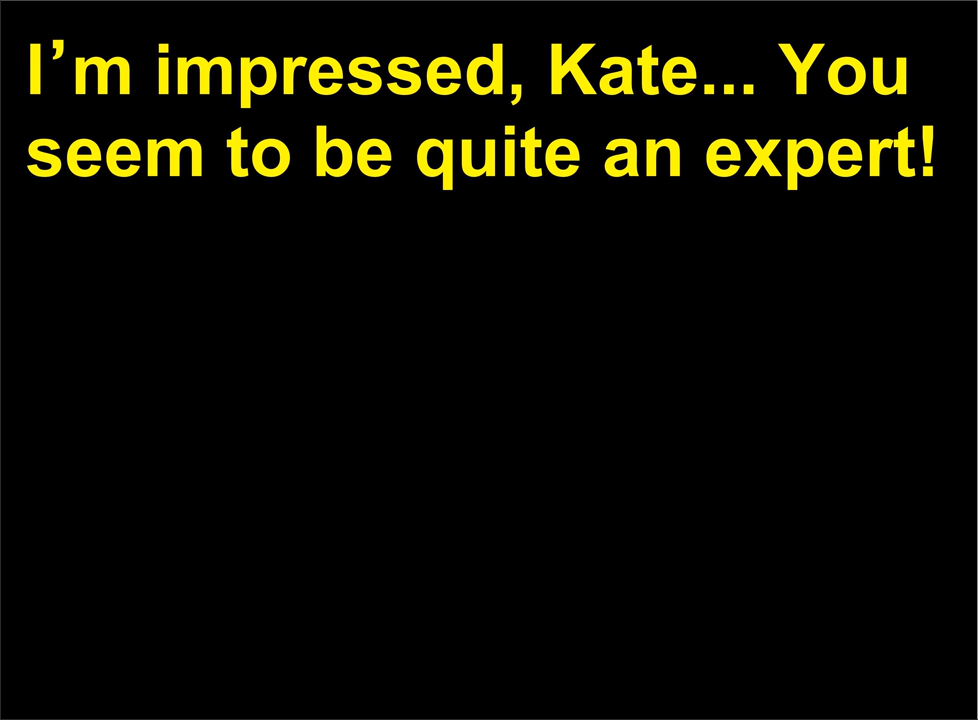 I’m impressed, Kate... You
seem to be quite an expert!